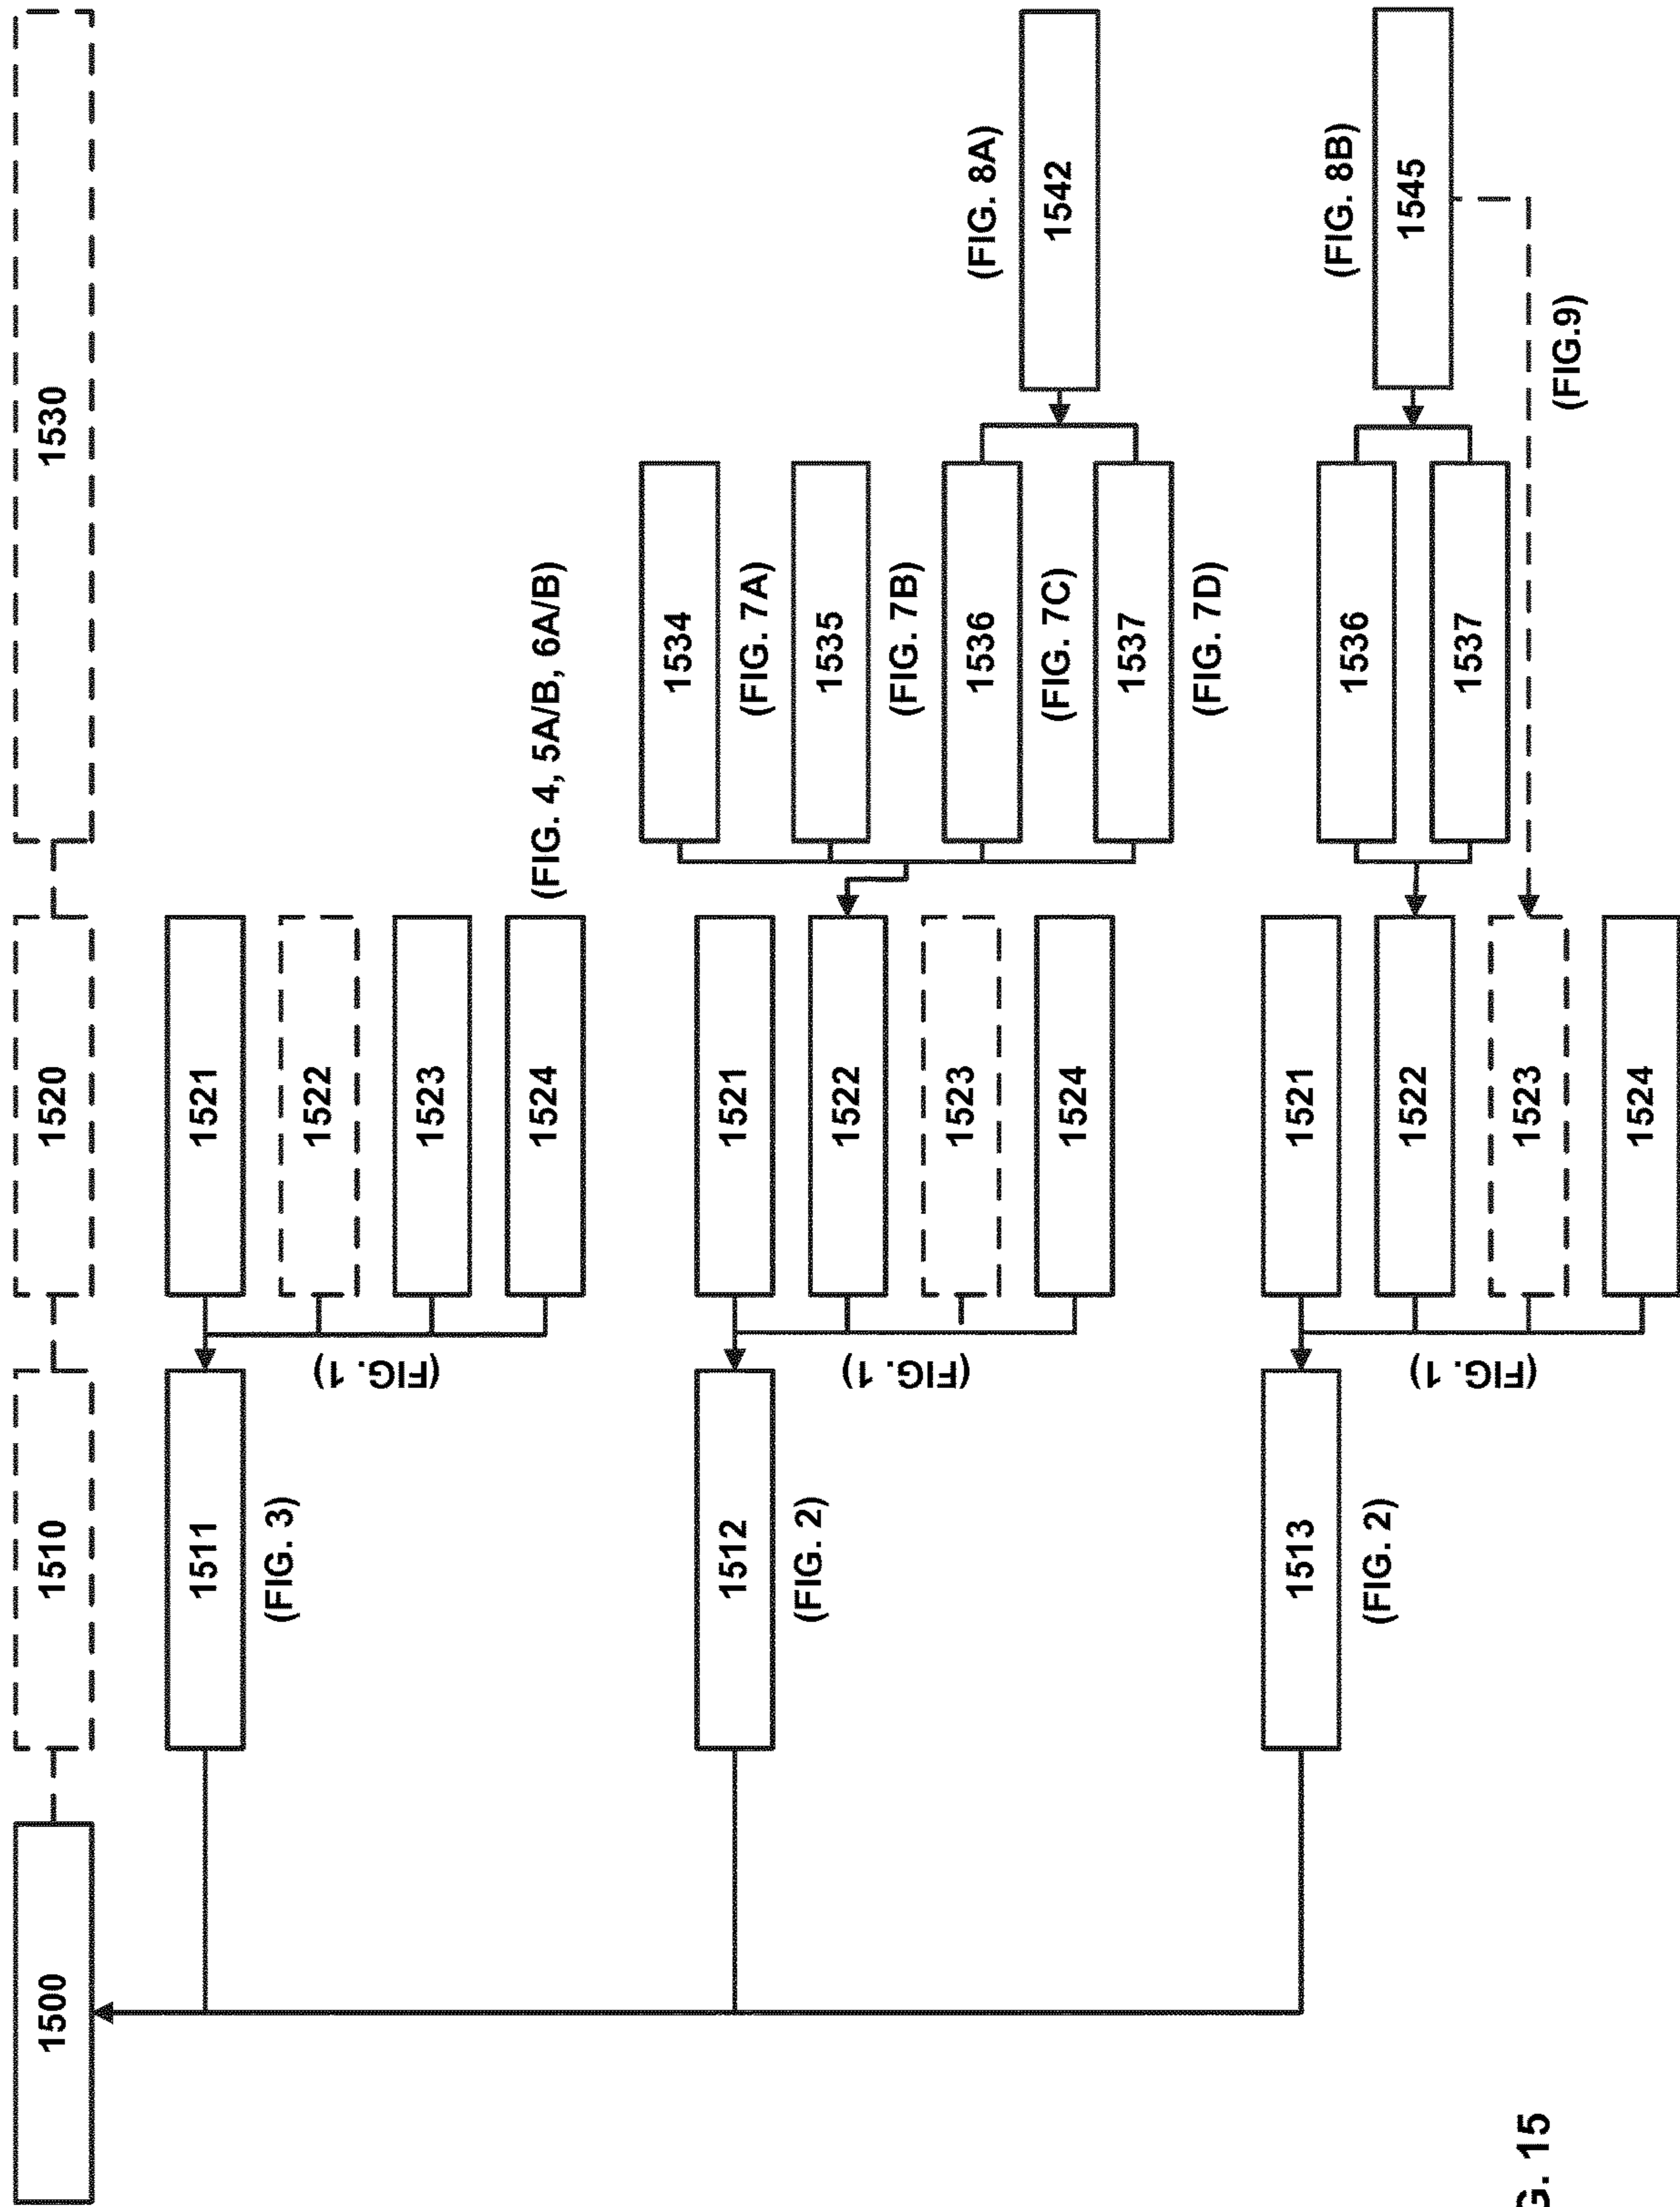 1500
1510
1520
1530
1511
(FIG. 3)
(FIG. 1)
1521
1522
1523
1524
(FIG. 4, 5A/B, 6A/B)
1512
(FIG. 2)
(FIG. 1)
1521
1522
1523
1524
1534
(FIG. 7A)
1535
(FIG. 7B)
1536
(FIG. 7C)
1537
(FIG. 7D)
(FIG. 8A)
1542
1513
(FIG. 2)
(FIG. 1)
1521
1522
1523
1524
1536
1537
(FIG. 8B)
1545
(FIG.9)
G. 15